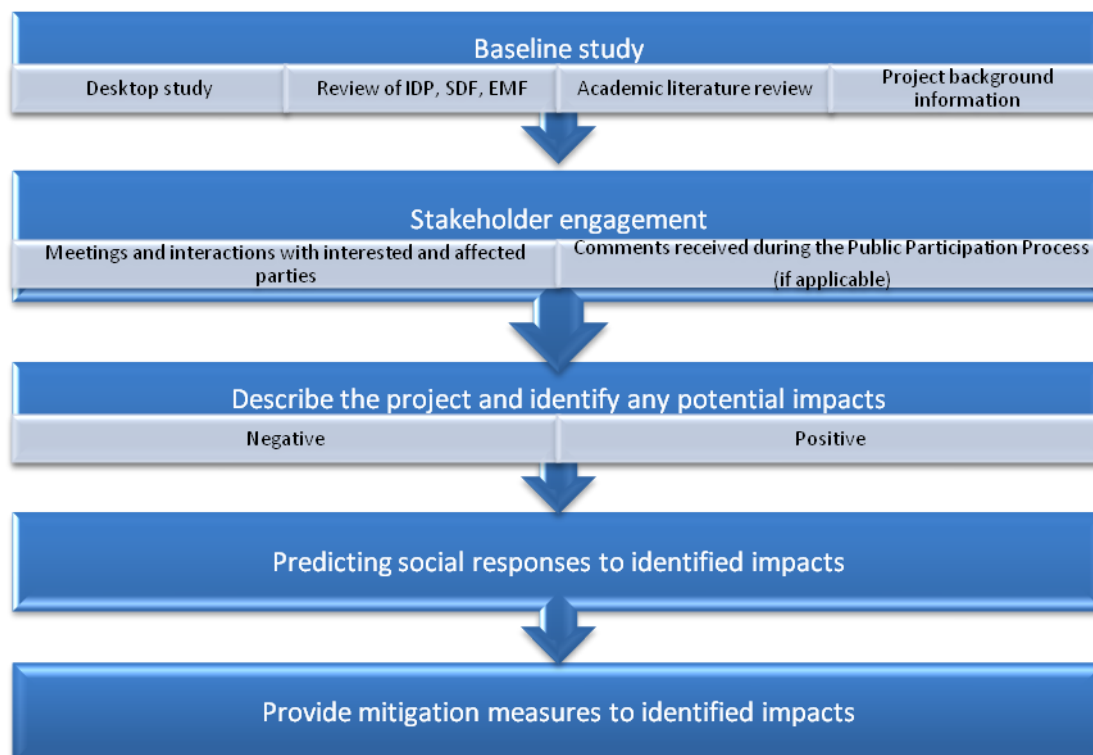 Baseline study
Desktop study
Review of IDP, SDF, EMF
Academic literature review
Project background
information
Stakeholder engagement
Meetings and interactions with interested and affected
parties
Comments received during the Public Participation Process
(if applicable)
Describe the project and identify any potential impacts
Negative
Positive
Predicting social responses to identified impacts
Provide mitigation measures to identified impacts